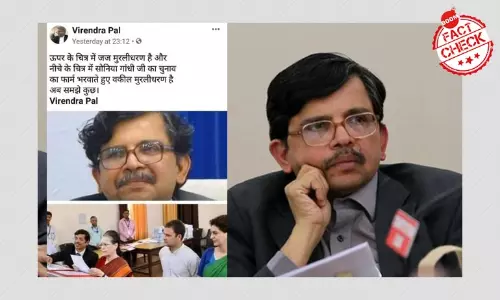 BOOM
FACT
CHECK
Virendra Pal
Yesterday at 23:12
ऊपर के चित्र में जज मुरलीधरण है और
नीचे के चित्र में सोनिया गांधी जी का चुनाव
का फार्म भरवाते हुए वकील मुरलीधरण है
अब समझे कुछ।
Virendra Pal